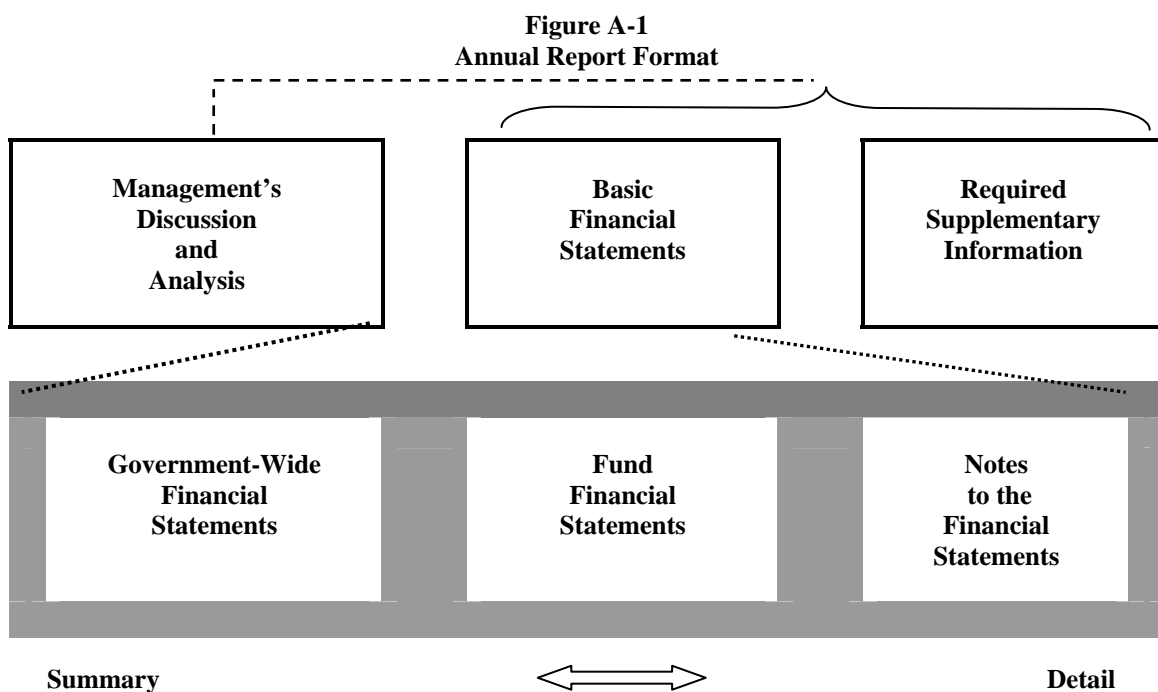 Figure A-1
Annual Report Format
Management’s
Discussion
and
Analysis
Basic
Financial
Statements
Required
Supplementary
Information
Government-Wide
Financial
Statements
Fund
Financial
Statements
Notes
to the
Financial
Statements
Summary
Detail